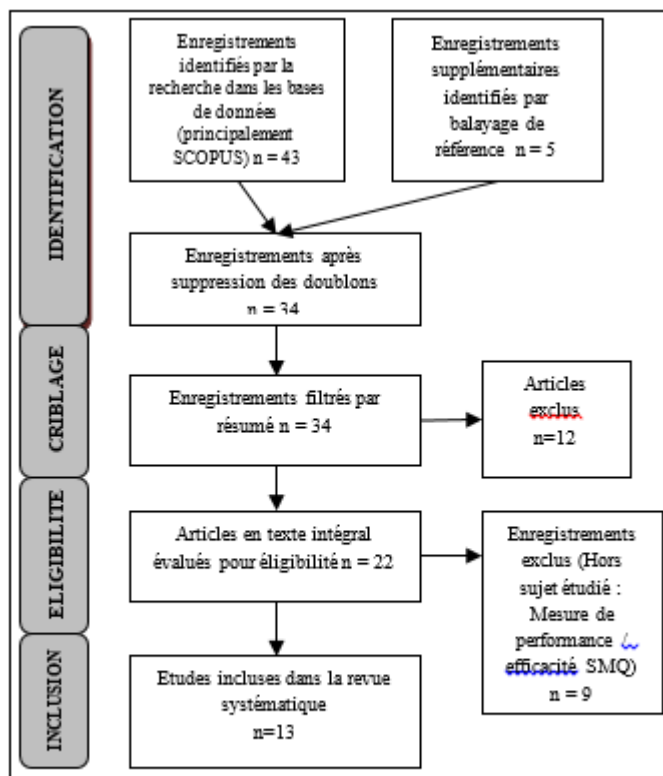 IDENTIFICATION
Enregistrements
identifiés par la
recherche dans les bases
de données
(principalement
SCOPUS) n = 43
Enregistrements
supplémentaires
identifiés par
balayage de
référence n = 5
Enregistrements après
suppression des doublons
n = 34
CRIBLAGE
Enregistrements filtrés par
résumé n = 34
Articles
exclus
n=12
ELIGIBILITE
Articles en texte intégral
évalués pour éligibilité n = 22
Enregistrements
exclus (Hors
sujet étudié :
Mesure de
performance /
efficacité SMQ)
n = 9
INCLUSION
Etudes incluses dans la revue
systématique
n=13